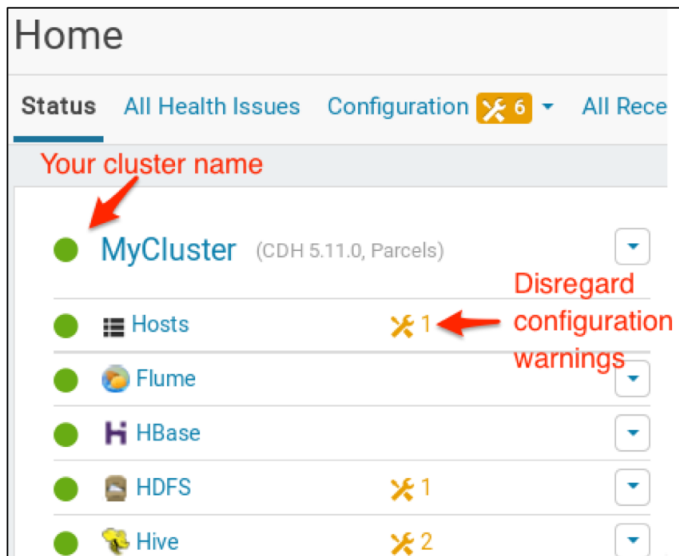 Home
Status All Health Issues Configuration 6 All Rece
Your cluster name
MyCluster (CDH 5.11.0, Parcels)
Disregard
Hosts 1 configuration
warnings
Flume
HBase
HDFS 1
Hive 2